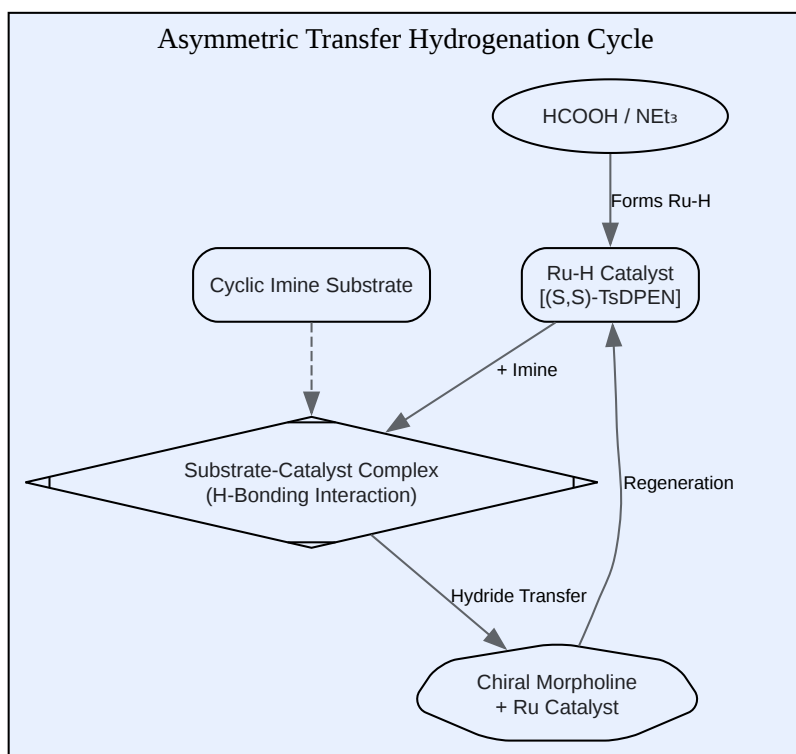 Asymmetric Transfer Hydrogenation Cycle
HCOOH / NEt₃
Forms Ru-H
Cyclic Imine Substrate
Ru-H Catalyst
[(S,S)-TsDPEN]
+ Imine
Substrate-Catalyst Complex
(H-Bonding Interaction)
Regeneration
Hydride Transfer
Chiral Morpholine
+ Ru Catalyst